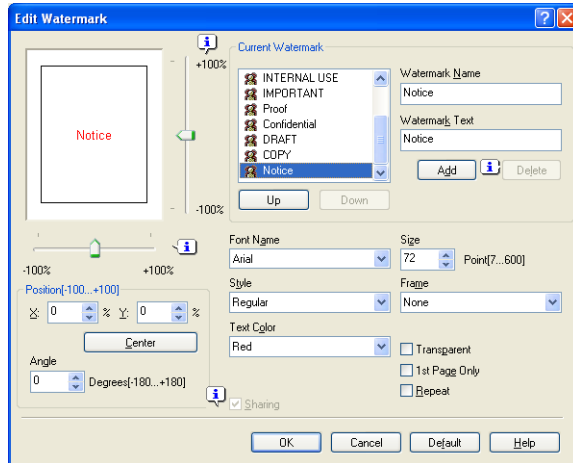 Edit Watermark
Current Watermark
+100%
-100%
Notice
-100%
+100%
INTERNAL USE
IMPORTANT
Proof
Confidential
DRAFT
COPY
Notice
Up
Down
Watermark Name
Notice
Watermark Text
Notice
Add
Delete
Position[-100...+100]
X: 0 % Y: 0 %
Center
Angle
0 Degrees[-180...+180]
Font Name
Arial
Size
72 Point[7...600]
Style
Regular
Frame
None
Text Color
Red
Transparent
1st Page Only
Repeat
Sharing
OK
Cancel
Default
Help